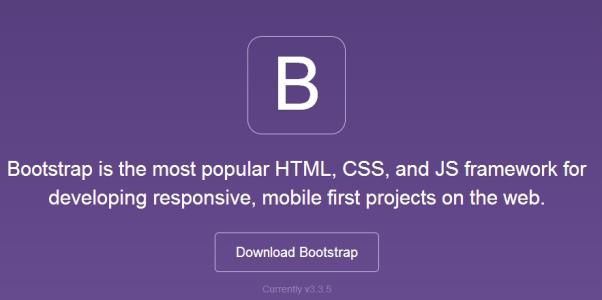 B
Bootstrap is the most popular HTML, CSS, and JS framework for
developing responsive, mobile first projects on the web.
Download Bootstrap
Currently v3.3.5